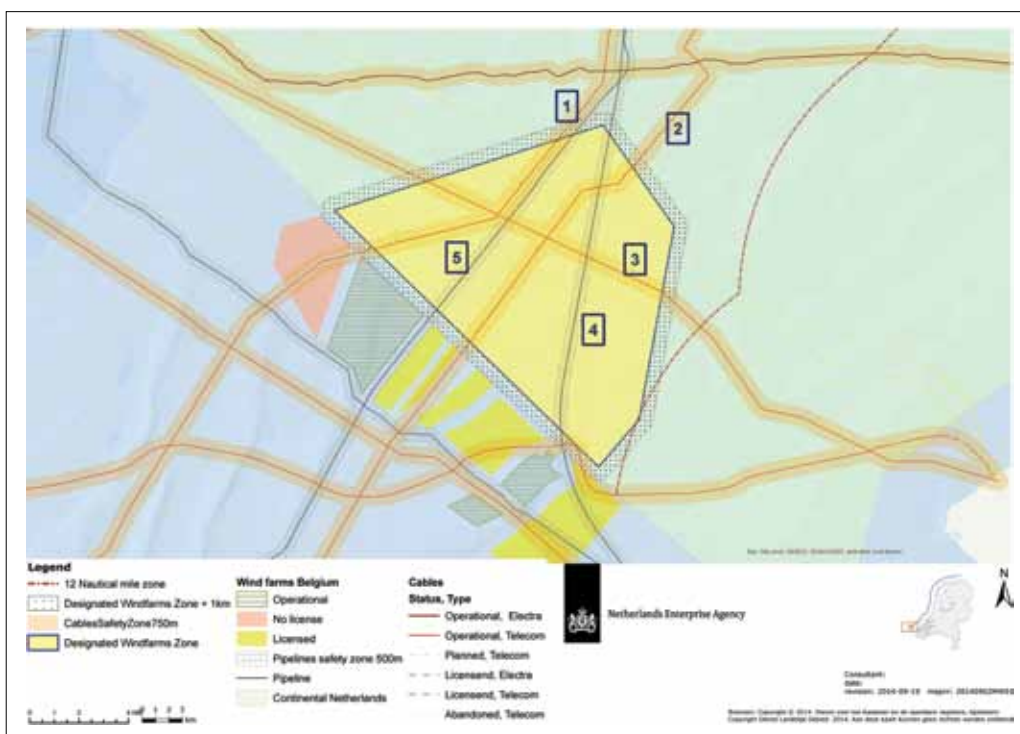 1
2
3
5
4
Legend
12 Nautical mile zone
Designated Windfarms Zone + 1km
CablesSafetyZone750m
Designated Windfarms Zone
Wind farms Belgium
Operational
No license
Licensed
Pipelines safety zone 500m
Pipeline
Continental Netherlands
Cables
Status, Type
Operational, Electra
Operational, Telecom
Planned, Telecom
Licensend, Electra
Licensend, Telecom
Abandoned, Telecom
Netherlands Enterprise Agency
N
Consultant: